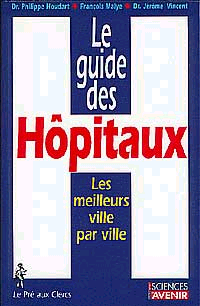 Dr. Philippe Houdart ● François Malye ● Dr. Jérôme Vincent
Le
guide
des
Hôpitaux
Les
meilleurs
ville
par ville
Le Pré aux Clercs
SCIENCES
AVENIR